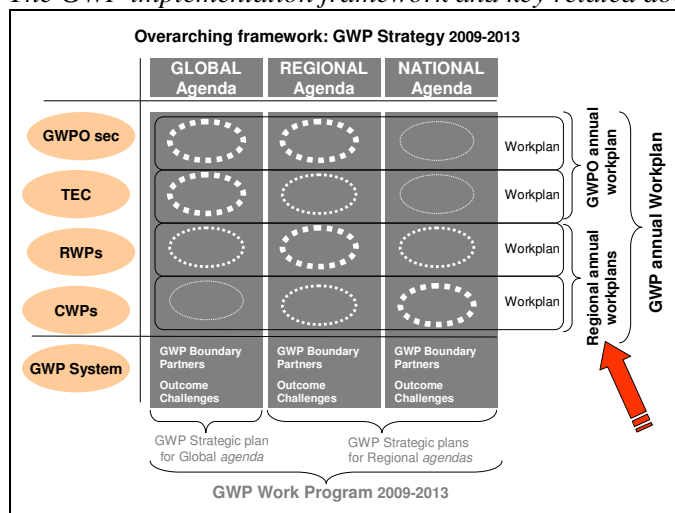 The GWP implementation framework and key related doc
Overarching framework: GWP Strategy 2009-2013
GLOBAL
Agenda
REGIONAL
Agenda
NATIONAL
Agenda
GWPO sec
Workplan
TEC
Workplan
RWPs
Workplan
CWPs
Workplan
GWPO annual
workplan
Regional annual
workplans
GWP annual Workplan
GWP System
GWP Boundary
Partners
Outcome
Challenges
GWP Boundary
Partners
Outcome
Challenges
GWP Boundary
Partners
Outcome
Challenges
GWP Strategic plan
for Global agenda
GWP Strategic plans
for Regional agendas
GWP Work Program 2009-2013